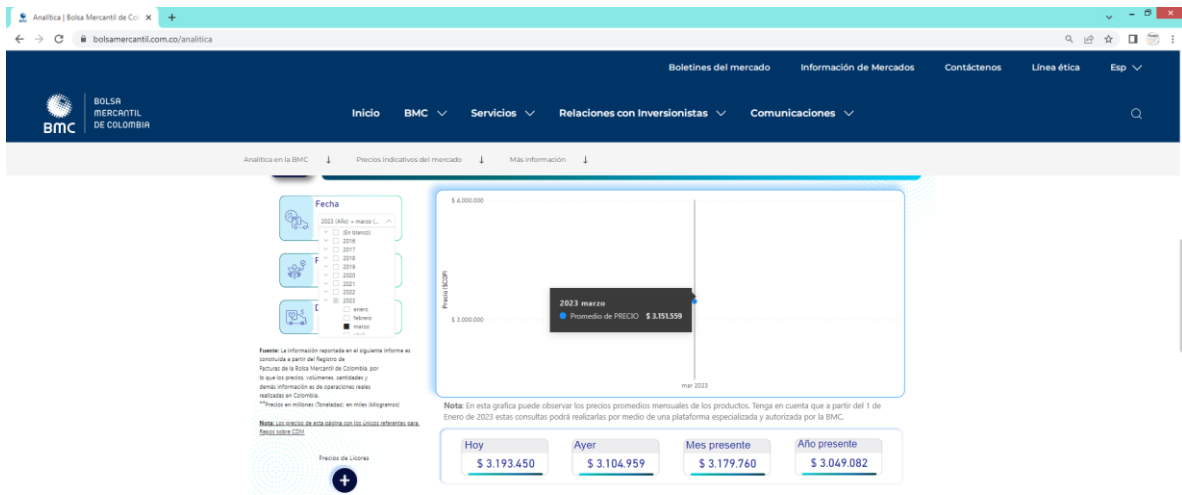 Analítica | Bolsa Mercantil de Col
bolsamercantil.com.co/analitica
Boletines del mercado
Información de Mercados
Contáctenos
Línea ética
Esp
BMC
BOLSA
MERCANTIL
DE COLOMBIA
Inicio
BMC
Servicios
Relaciones con Inversionistas
Comunicaciones
Analítica en la BMC
Precios indicativos del mercado
Más información
Fecha
2023 (Año) + marzo (...
(En blanco)
2016
2017
2018
2019
2020
2021
2022
2023
enero
febrero
marzo
abril
Fuente: La información reportada en el siguiente informe es
construida a partir del Registro de
Facturas de la Bolsa Mercantil de Colombia, por
lo que los precios, volúmenes, cantidades y
demás información es de operaciones reales
realizadas en Colombia.
**Precios en millones (Toneladas), en miles (kilogramos)
Nota: Los precios de esta página son los únicos referentes para
Repos sobre CDM
Precios de Licores
$ 4.000.000
$ 3.000.000
2023 marzo
Promedio de PRECIO $ 3.151.559
mar 2023
Nota: En esta grafica puede observar los precios promedios mensuales de los productos. Tenga en cuenta que a partir del 1 de
Enero de 2023 estas consultas podrá realizarlas por medio de una plataforma especializada y autorizada por la BMC.
Hoy
$ 3.193.450
Ayer
$ 3.104.959
Mes presente
$ 3.179.760
Año presente
$ 3.049.082